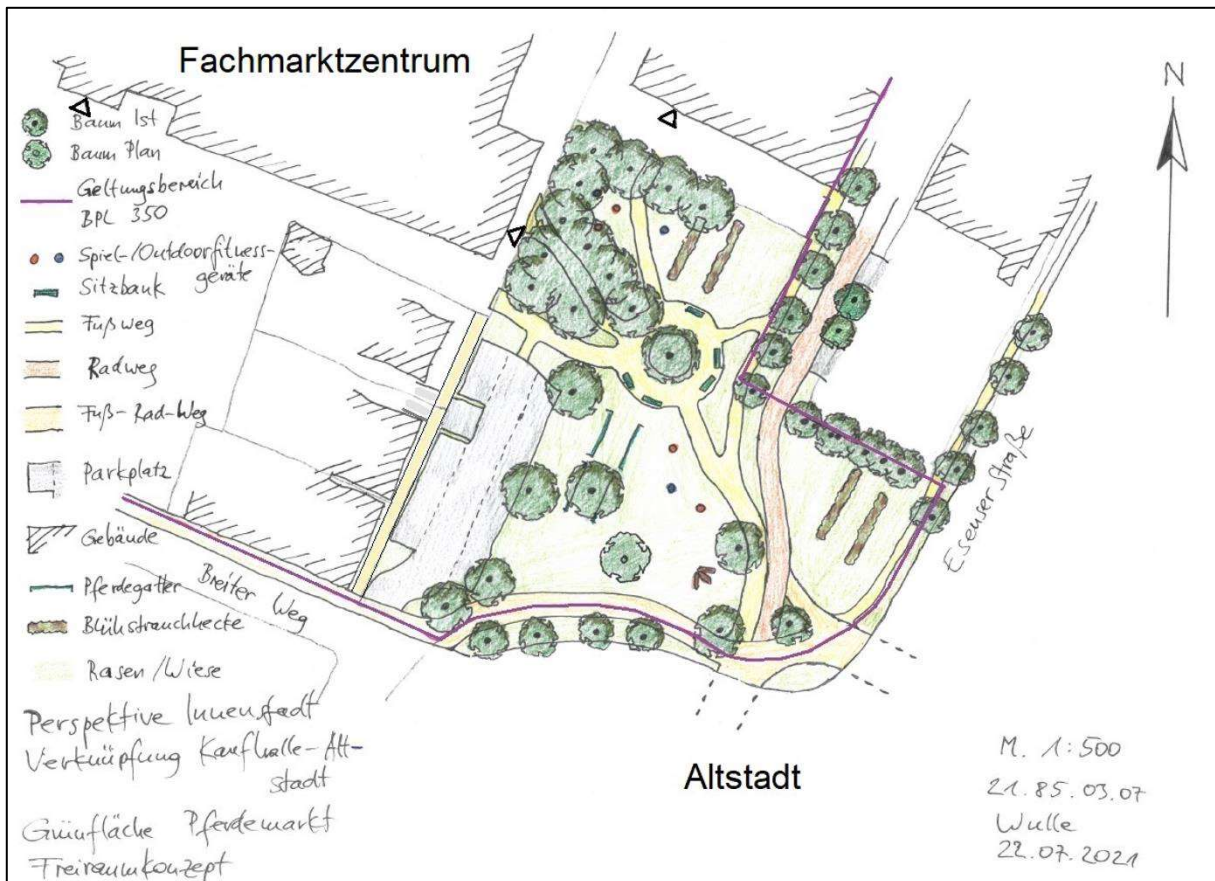 Fachmarktzentrum
N
Baum Ist
Baum Plan
Geltungsbereich
BPL 350
Spiel-/Outdoorfitness-
geräte
Sitzbank
Fußweg
Radweg
Fuß-Rad-Weg
Parkplatz
Gebäude
Pferdegatter
Blühstrauchhecke
Rasen/Wiese
Breiter Weg
Esenser Straße
Altstadt
Perspektive Innenstadt
Verknüpfung Kaufhalle-Alt-
stadt
Grünfläche Pferdemarkt
Freiraumkonzept
M. 1:500
21.85.03.07
Wulle
22.07.2021